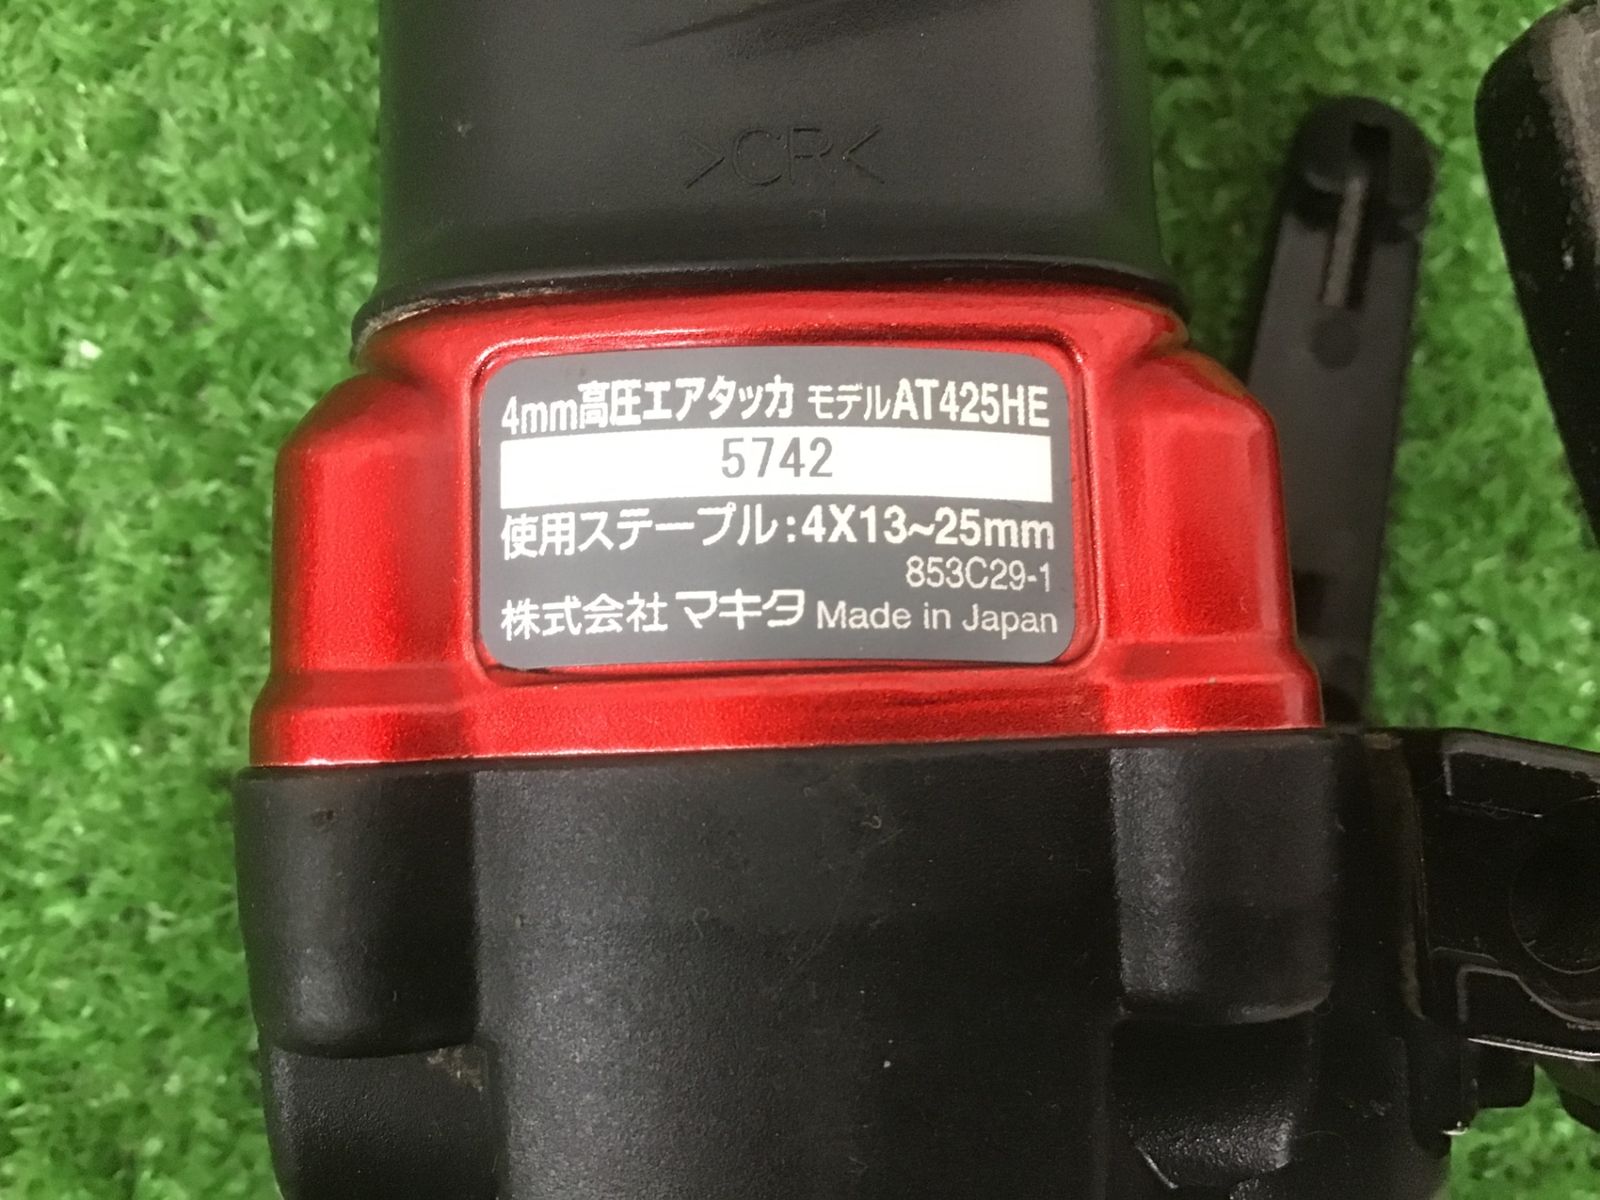 >CR<
4mm高圧エアタッカ モデルAT425HE
5742
使用ステープル:4X13~25mm
853C29-1
株式会社 マキタ Made in Japan